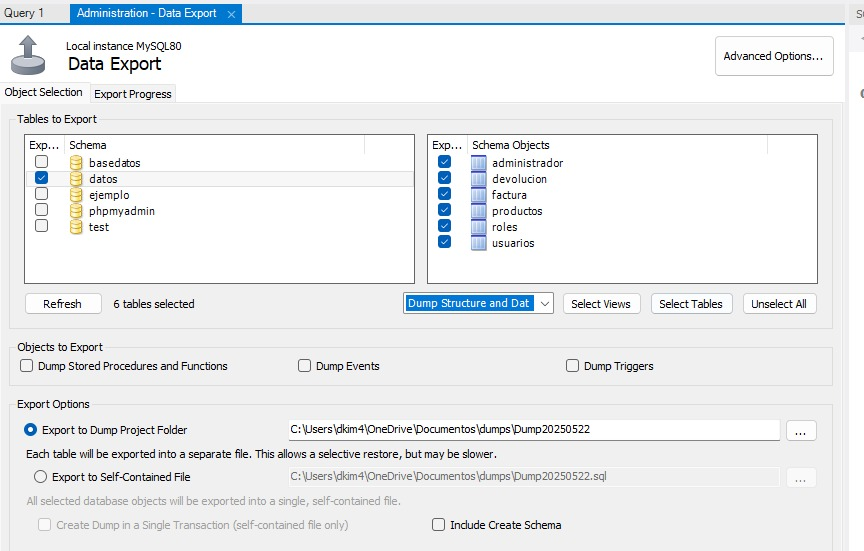 Query 1
Administration - Data Export
Local instance MySQL80
Data Export
Advanced Options...
Object Selection
Export Progress
Tables to Export
Exp... Schema
basedatos
datos
ejemplo
phpmyadmin
test
Exp... Schema Objects
administrador
devolucion
factura
productos
roles
usuarios
Refresh
6 tables selected
Dump Structure and Dat
Select Views
Select Tables
Unselect All
Objects to Export
Dump Stored Procedures and Functions
Dump Events
Dump Triggers
Export Options
Export to Dump Project Folder
C:\Users\dkim4\OneDrive\Documentos\dumps\Dump20250522
...
Each table will be exported into a separate file. This allows a selective restore, but may be slower.
Export to Self-Contained File
C:\Users\dkim4\OneDrive\Documentos\dumps\Dump20250522.sql
...
All selected database objects will be exported into a single, self-contained file.
Create Dump in a Single Transaction (self-contained file only)
Include Create Schema